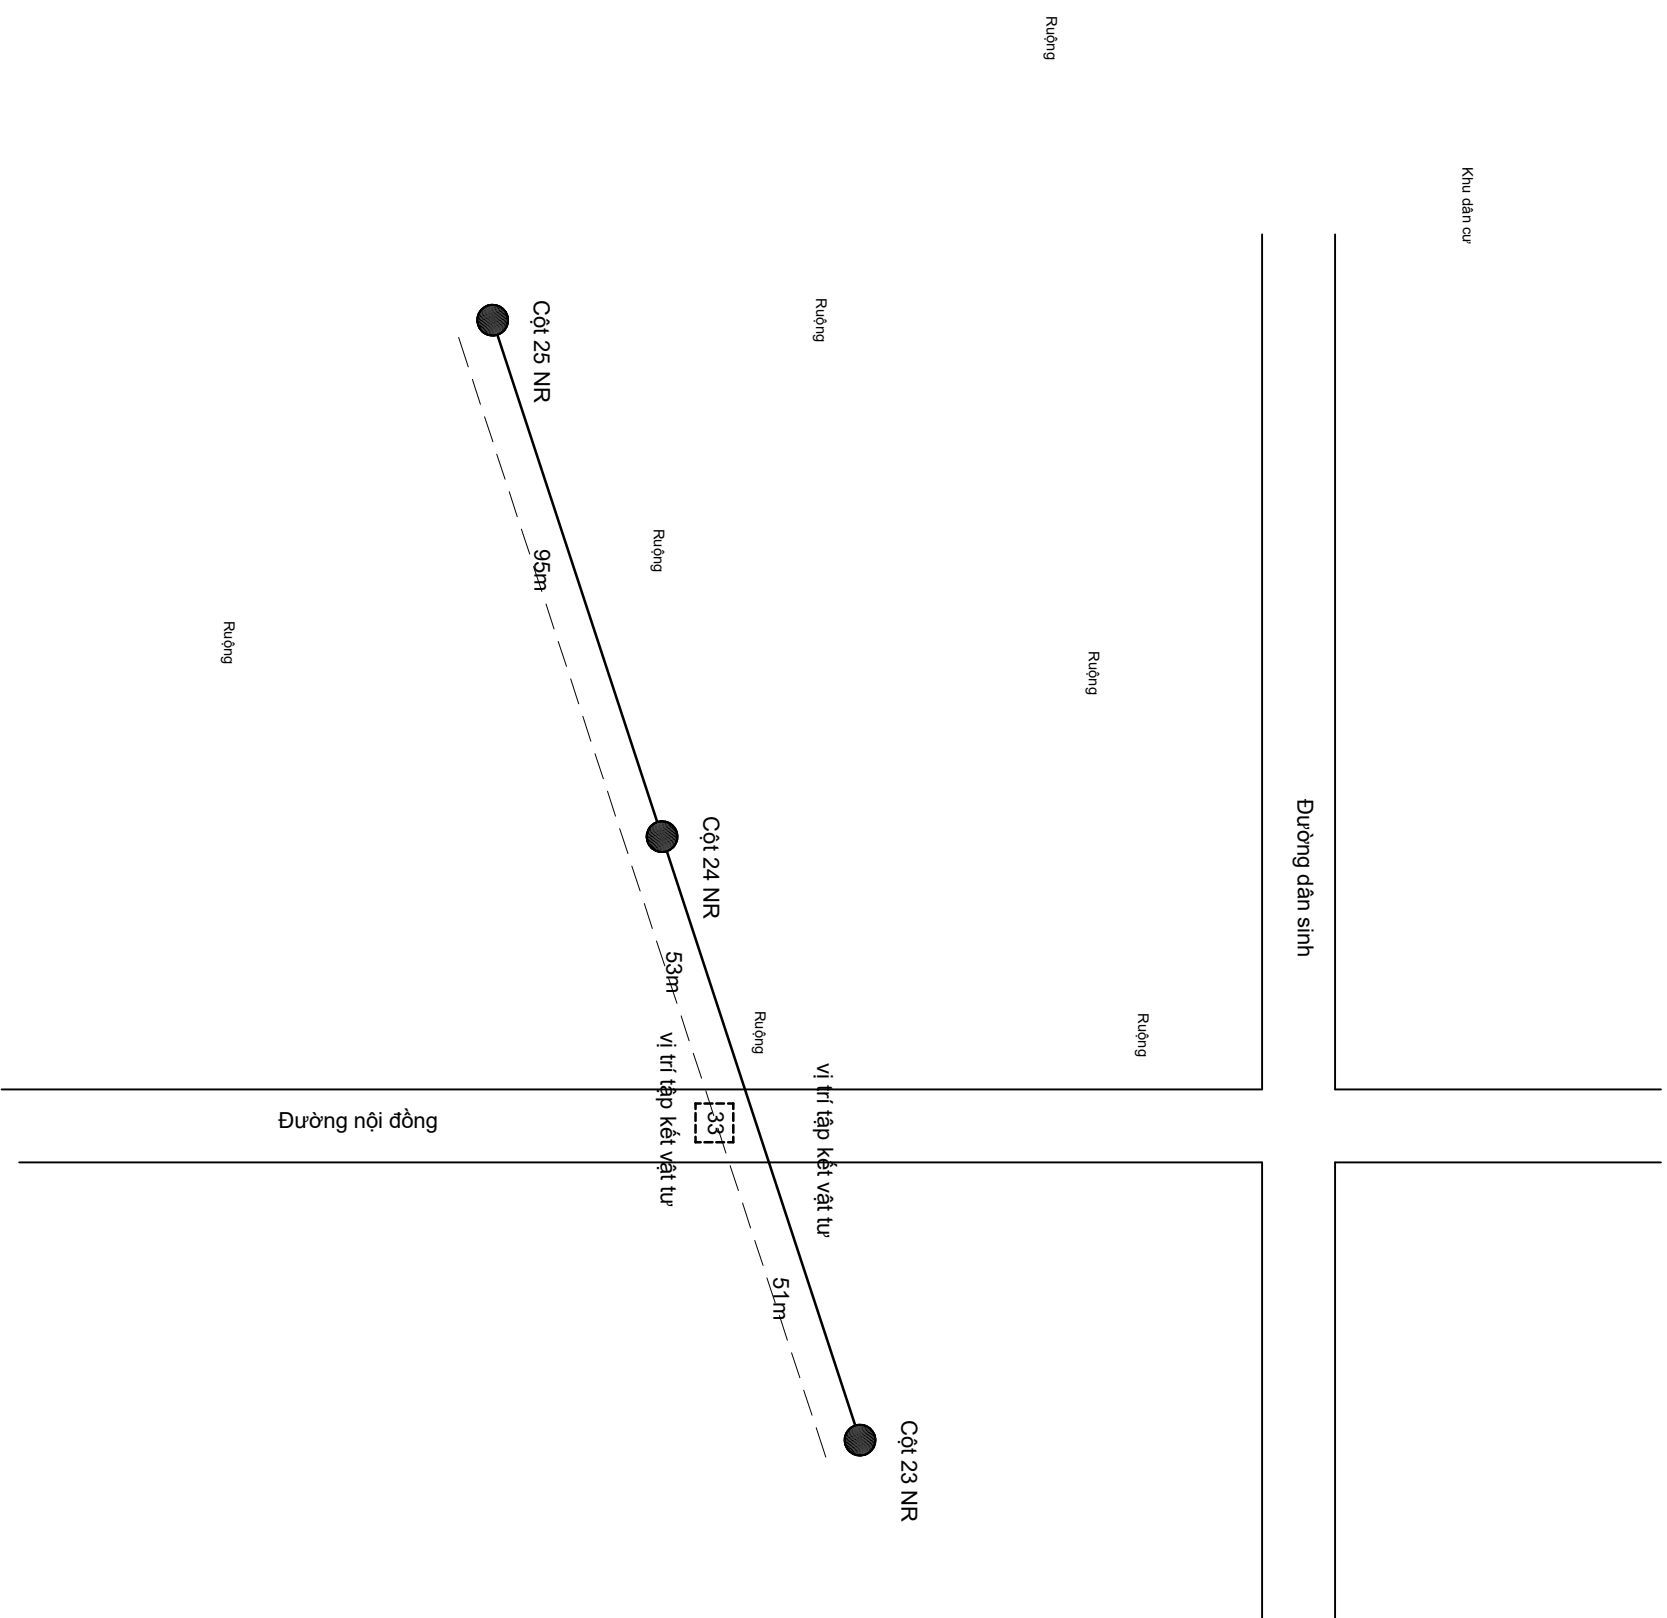 Ruộng
Khu dân cư
Cột 25 NR
Ruộng
95m
Ruộng
Ruộng
Ruộng
Đường dân sinh
Cột 24 NR
53m
Ruộng
Ruộng
vị trí tập kết vật tư
vị trí tập kết vật tư
Đường nội đồng
33
51m
Cột 23 NR